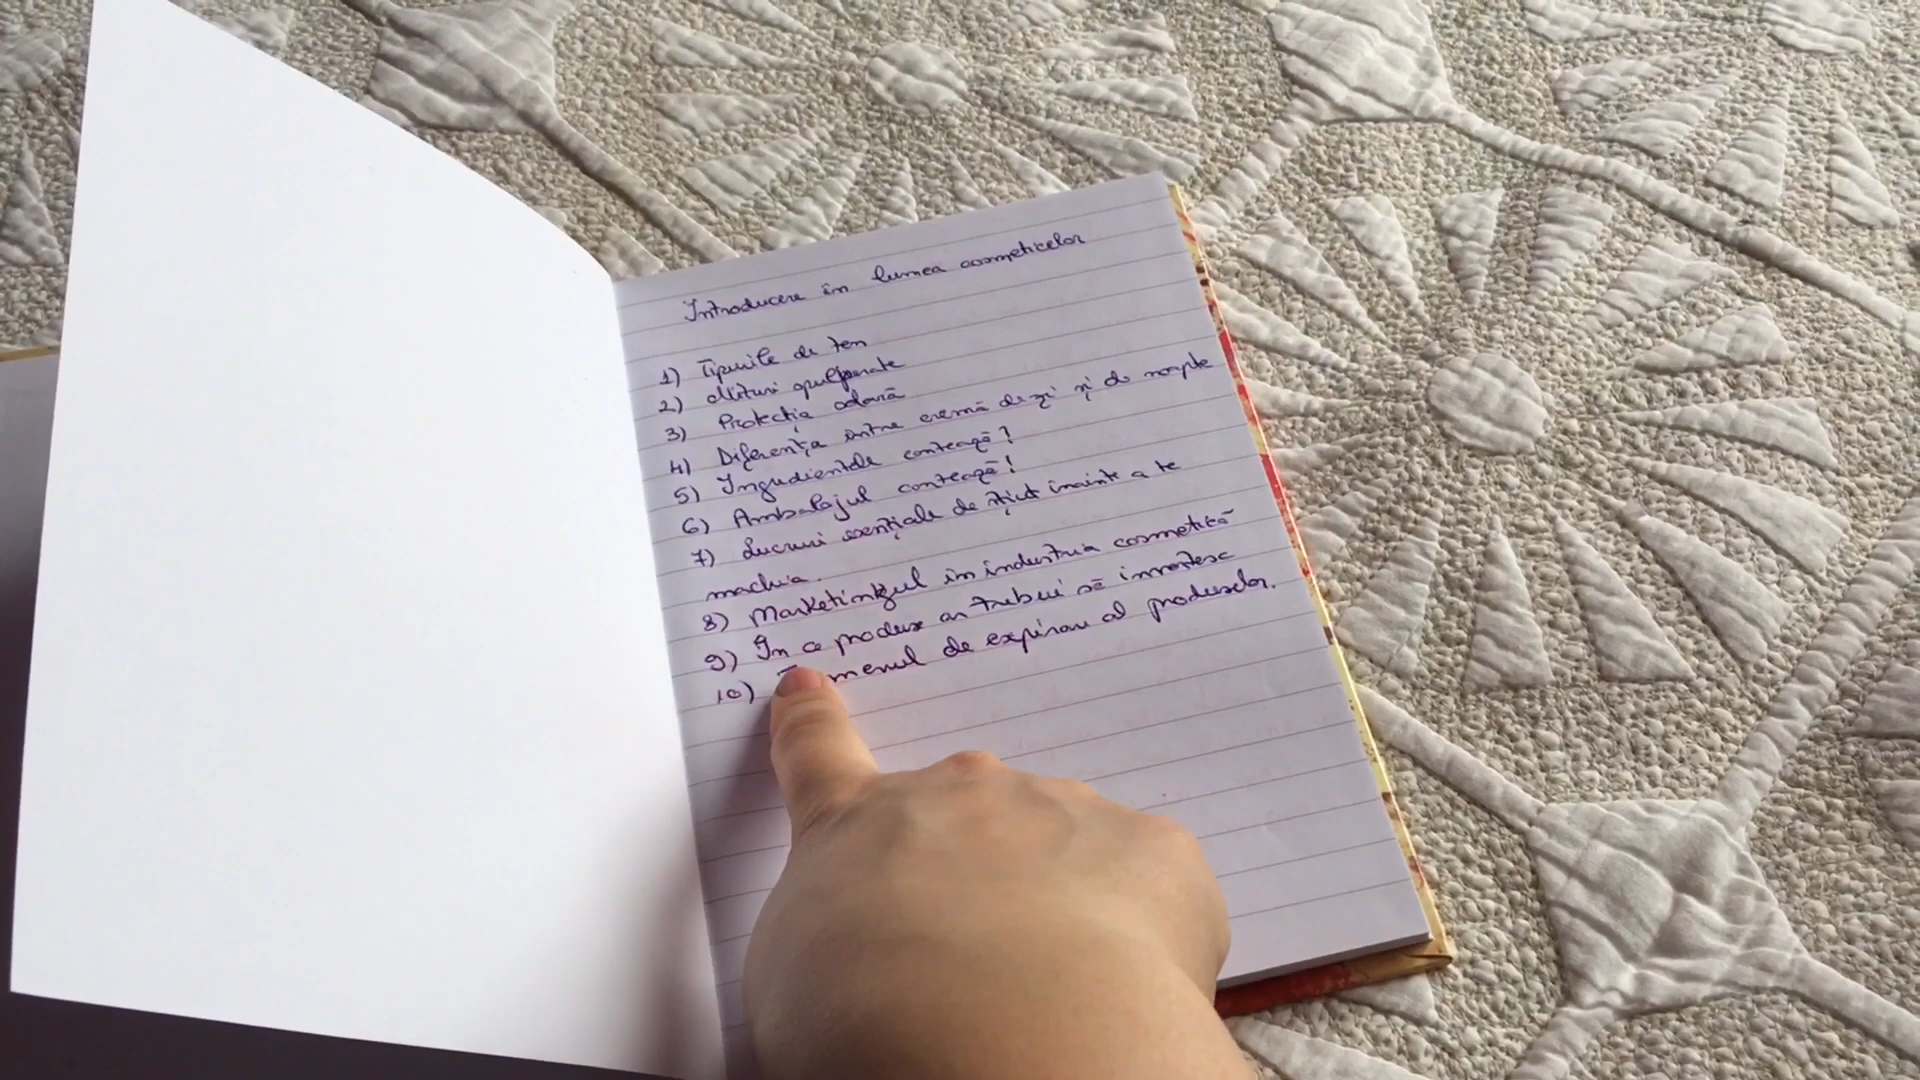 Introducere în lumea cosmeticelor
1) Tipurile de ten
2) Mituri
3) Protecția solară
4) Diferența între cremă de zi și de noapte
5) Ingredientele contează?
6) Ambalajul contează!
7) Lucruri esențiale de știut înainte a te
machia.
8) Marketingul în industria cosmetică
9) În ce produse ar trebui să investesc
10) de expirare al produselor.